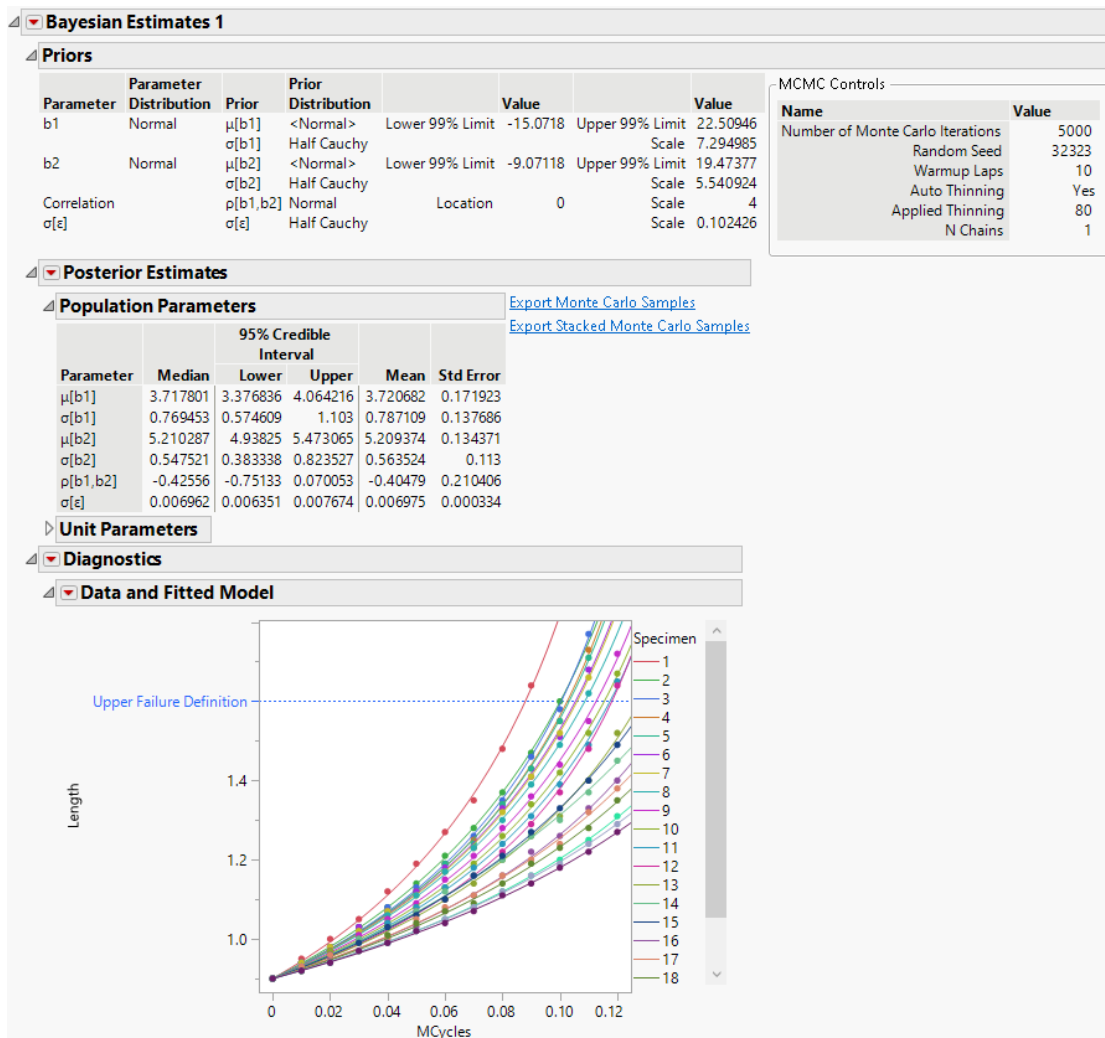 Bayesian Estimates 1
Priors
Parameter Parameter Distribution Prior Prior Distribution Value Value
b1 Normal μ[b1] <Normal> Lower 99% Limit -15.0718 Upper 99% Limit 22.50946
σ[b1] Half Cauchy Scale 7.294985
b2 Normal μ[b2] <Normal> Lower 99% Limit -9.07118 Upper 99% Limit 19.47377
σ[b2] Half Cauchy Scale 5.540924
Correlation ρ[b1,b2] Normal Location 0 Scale 4
σ[ε] σ[ε] Half Cauchy Scale 0.102426
MCMC Controls
Name Value
Number of Monte Carlo Iterations 5000
Random Seed 32323
Warmup Laps 10
Auto Thinning Yes
Applied Thinning 80
N Chains 1
Posterior Estimates
Population Parameters
Export Monte Carlo Samples
Export Stacked Monte Carlo Samples
95% Credible
Interval
Parameter Median Lower Upper Mean Std Error
μ[b1] 3.717801 3.376836 4.064216 3.720682 0.171923
σ[b1] 0.769453 0.574609 1.103 0.787109 0.137686
μ[b2] 5.210287 4.93825 5.473065 5.209374 0.134371
σ[b2] 0.547521 0.383338 0.823527 0.563524 0.113
ρ[b1,b2] -0.42556 -0.75133 0.070053 -0.40479 0.210406
σ[ε] 0.006962 0.006351 0.007674 0.006975 0.000334
Unit Parameters
Diagnostics
Data and Fitted Model
Upper Failure Definition
1.4
1.2
1.0
Length
0 0.02 0.04 0.06 0.08 0.10 0.12
MCycles
Specimen
1
2
3
4
5
6
7
8
9
10
11
12
13
14
15
16
17
18